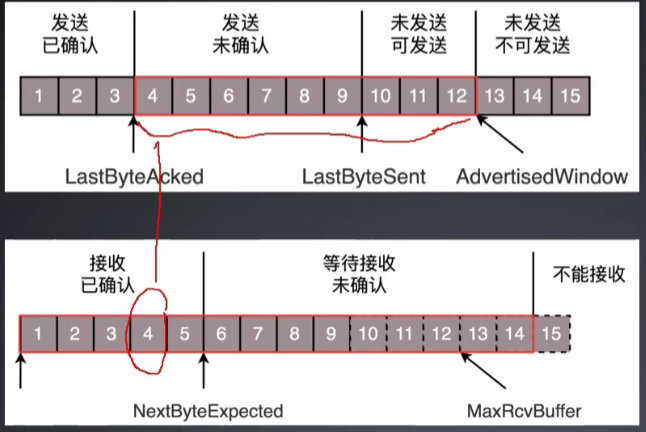 发送 发送 未发送 未发送
已确认 未确认 可发送 不可发送
1 2 3 4 5 6 7 8 9 10 11 12 13 14 15
LastByteAcked LastByteSent AdvertisedWindow
接收 等待接收 不能接收
已确认 未确认
1 2 3 4 5 6 7 8 9 10 11 12 13 14 15
NextByteExpected MaxRcvBuffer